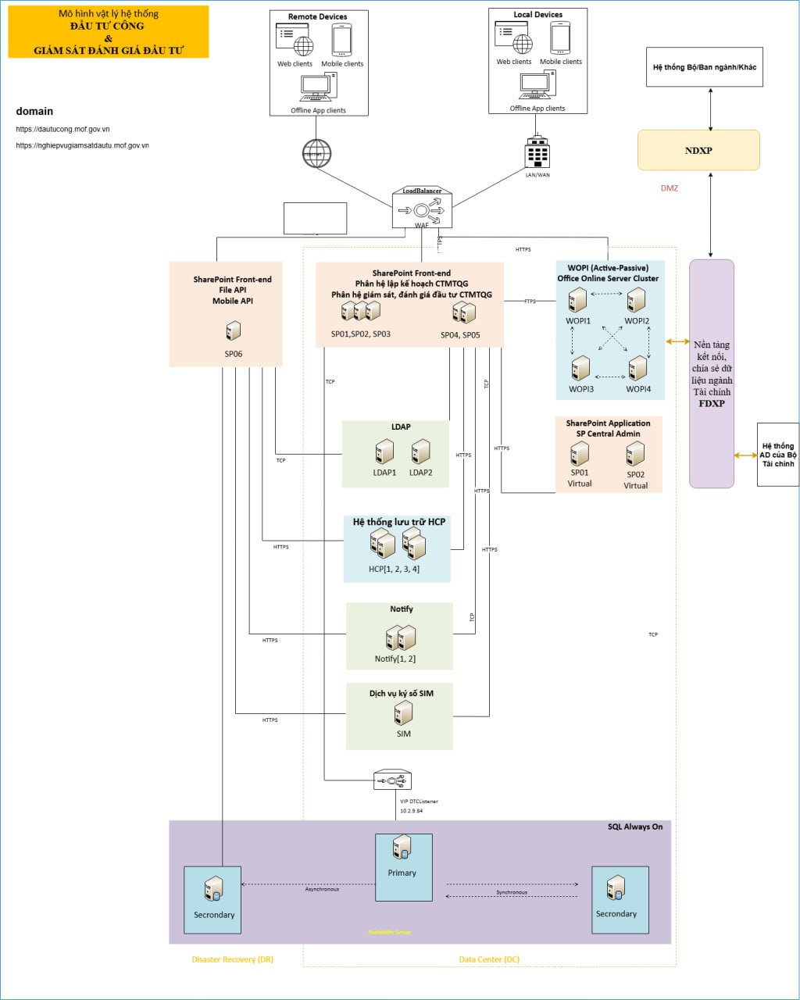 Mô hình vật lý hệ thống
ĐẦU TƯ CÔNG
&
GIÁM SÁT ĐÁNH GIÁ ĐẦU TƯ
domain
https://dautucong.mof.gov.vn
https://nghiepvugiamsatdautu.mof.gov.vn
Remote Devices
Web clients
Mobile clients
Offline App clients
Local Devices
Web clients
Mobile clients
Offline App clients
Hệ thống Bộ/Ban ngành/Khác
NDXP
DMZ
LAN/WAN
LoadBalancer
WAF
HTTPS
SharePoint Front-end
File API
Mobile API
SP06
SharePoint Front-end
Phân hệ lập kế hoạch CTMTQG
Phân hệ giám sát, đánh giá đầu tư CTMTQG
SP01,SP02, SP03
SP04, SP05
FTPS
WOPI (Active-Passive)
Office Online Server Cluster
WOPI1
WOPI2
WOPI3
WOPI4
Nền tảng
kết nối,
chia sẻ dữ
liệu ngành
Tài chính
FDXP
Hệ thống
AD của Bộ
Tài chính
SharePoint Application
SP Central Admin
SP01
Virtual
SP02
Virtual
TCP
TCP
LDAP
LDAP1
LDAP2
TCP
HTTPS
HTTPS
HTTPS
Hệ thống lưu trữ HCP
HCP[1, 2, 3, 4]
HTTPS
HTTPS
Notify
Notify[1, 2]
HTTPS
TCP
TCP
Dịch vụ ký số SIM
SIM
HTTPS
VIP DTCListener
10.2.9.84
SQL Always On
Primary
Secrondary
Asynchronous
Synchronous
Secrondary
Availability Group
Disaster Recovery (DR)
Data Center (DC)